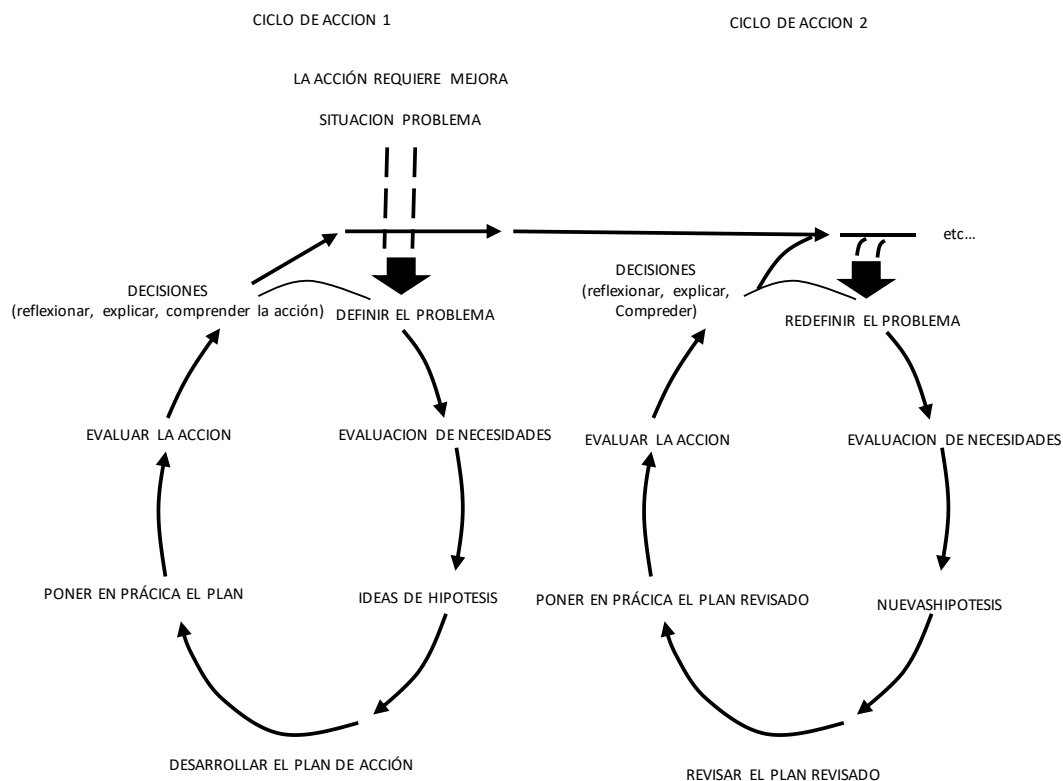 CICLO DE ACCION 1
CICLO DE ACCION 2
LA ACCIÓN REQUIERE MEJORA
SITUACION PROBLEMA
etc...
DECISIONES
(reflexionar, explicar, comprender la acción)
DEFINIR EL PROBLEMA
DECISIONES
(reflexionar, explicar,
Compreder)
REDEFINIR EL PROBLEMA
EVALUAR LA ACCION
EVALUACION DE NECESIDADES
EVALUAR LA ACCION
EVALUACION DE NECESIDADES
PONER EN PRÁCICA EL PLAN
IDEAS DE HIPOTESIS
PONER EN PRÁCICA EL PLAN REVISADO
NUEVASHIPOTESIS
DESARROLLAR EL PLAN DE ACCIÓN
REVISAR EL PLAN REVISADO